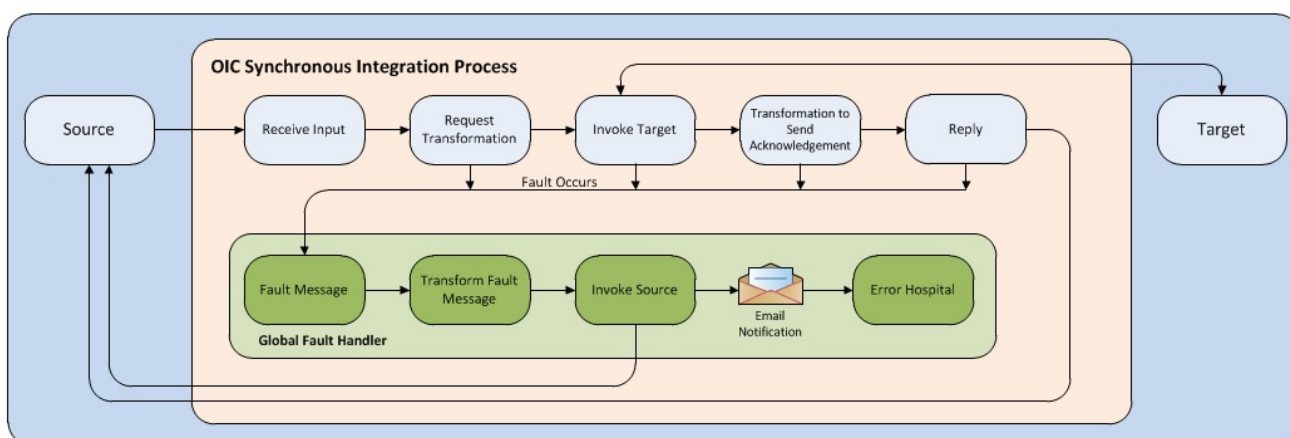 OIC Synchronous Integration Process
Source
Receive Input
Request
Transformation
Invoke Target
Transformation to
Send
Acknowledgement
Reply
Target
Fault Occurs
Fault Message
Transform Fault
Message
Invoke Source
Email
Notification
Error Hospital
Global Fault Handler